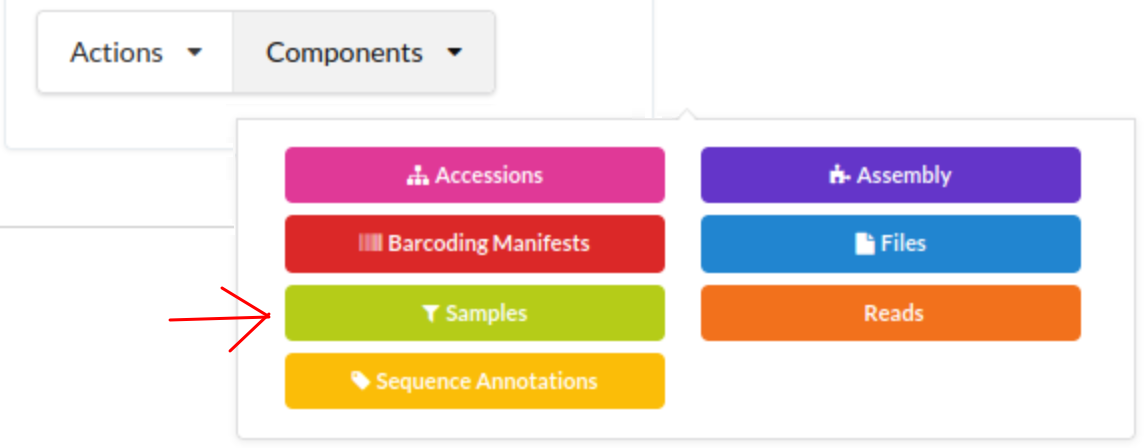 Actions Components
Accessions Assembly
Barcoding Manifests Files
Samples Reads
Sequence Annotations